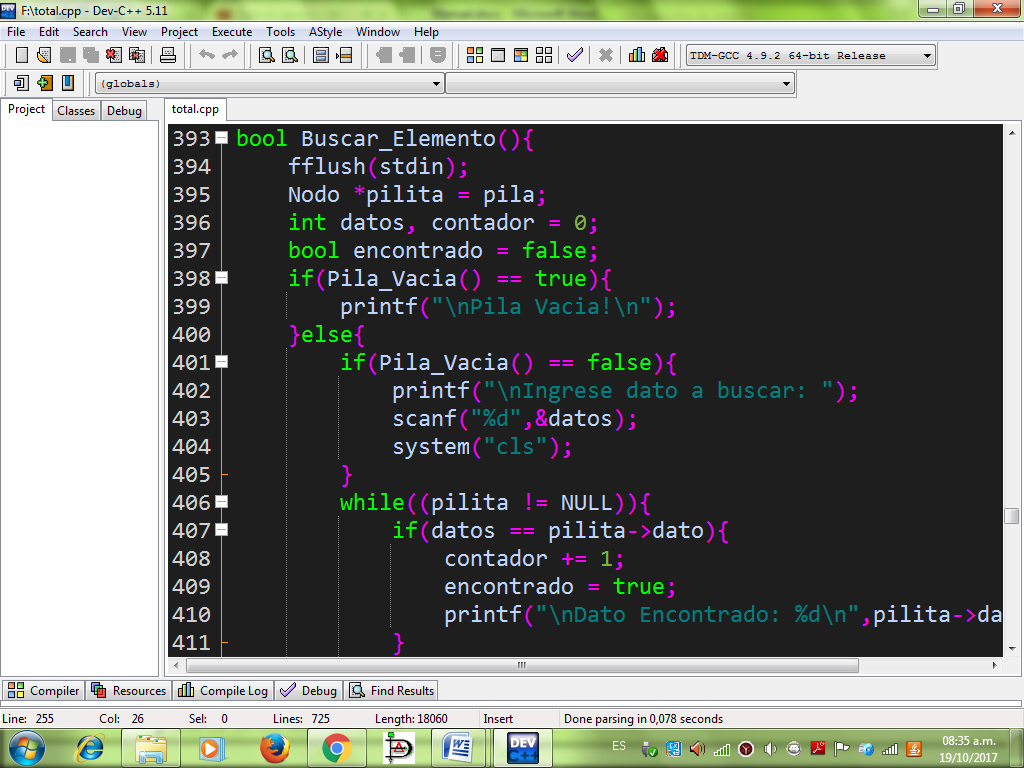 F:\total.cpp - Dev-C++ 5.11
File Edit Search View Project Execute Tools AStyle Window Help
TDM-GCC 4.9.2 64-bit Release
(globals)
Project Classes Debug total.cpp
393 bool Buscar_Elemento(){
394 fflush(stdin);
395 Nodo *pilita = pila;
396 int datos, contador = 0;
397 bool encontrado = false;
398 if(Pila_Vacia() == true){
399 printf("\nPila Vacia!\n");
400 }else{
401 if(Pila_Vacia() == false){
402 printf("\nIngrese dato a buscar: ");
403 scanf("%d",&datos);
404 system("cls");
405 }
406 while((pilita != NULL)){
407 if(datos == pilita->dato){
408 contador += 1;
409 encontrado = true;
410 printf("\nDato Encontrado: %d\n",pilita->da
411 }
Compiler Resources Compile Log Debug Find Results
Line: 255 Col: 26 Sel: 0 Lines: 725 Length: 18060 Insert Done parsing in 0,078 seconds
DEV C++
ES
08:35 a.m.
19/10/2017